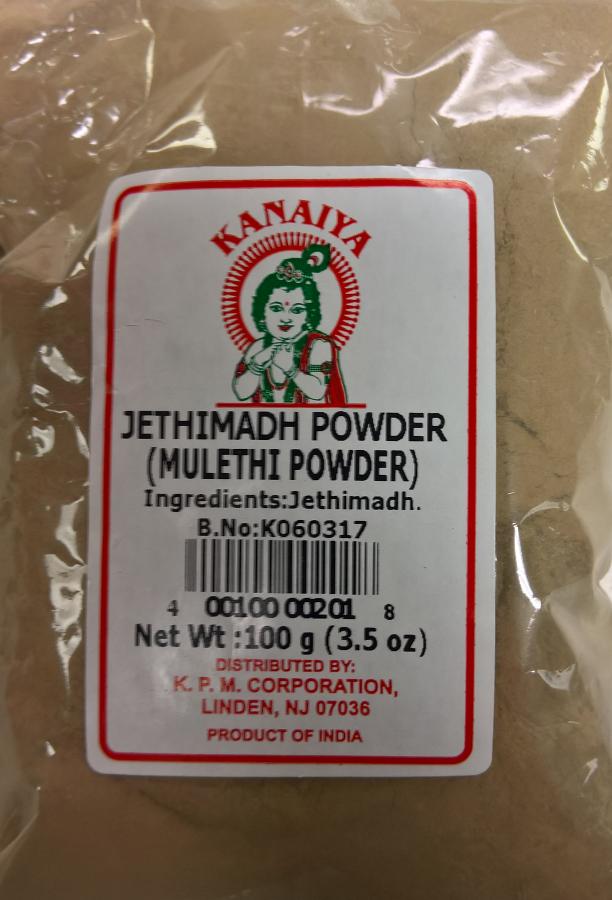 KANAIYA
JETHIMADH POWDER
(MULETHI POWDER)
Ingredients:Jethimadh.
B.No:K060317
4 00100 00201 8
Net Wt :100 g (3.5 oz)
DISTRIBUTED BY:
K. P. M. CORPORATION,
LINDEN, NJ 07036
PRODUCT OF INDIA